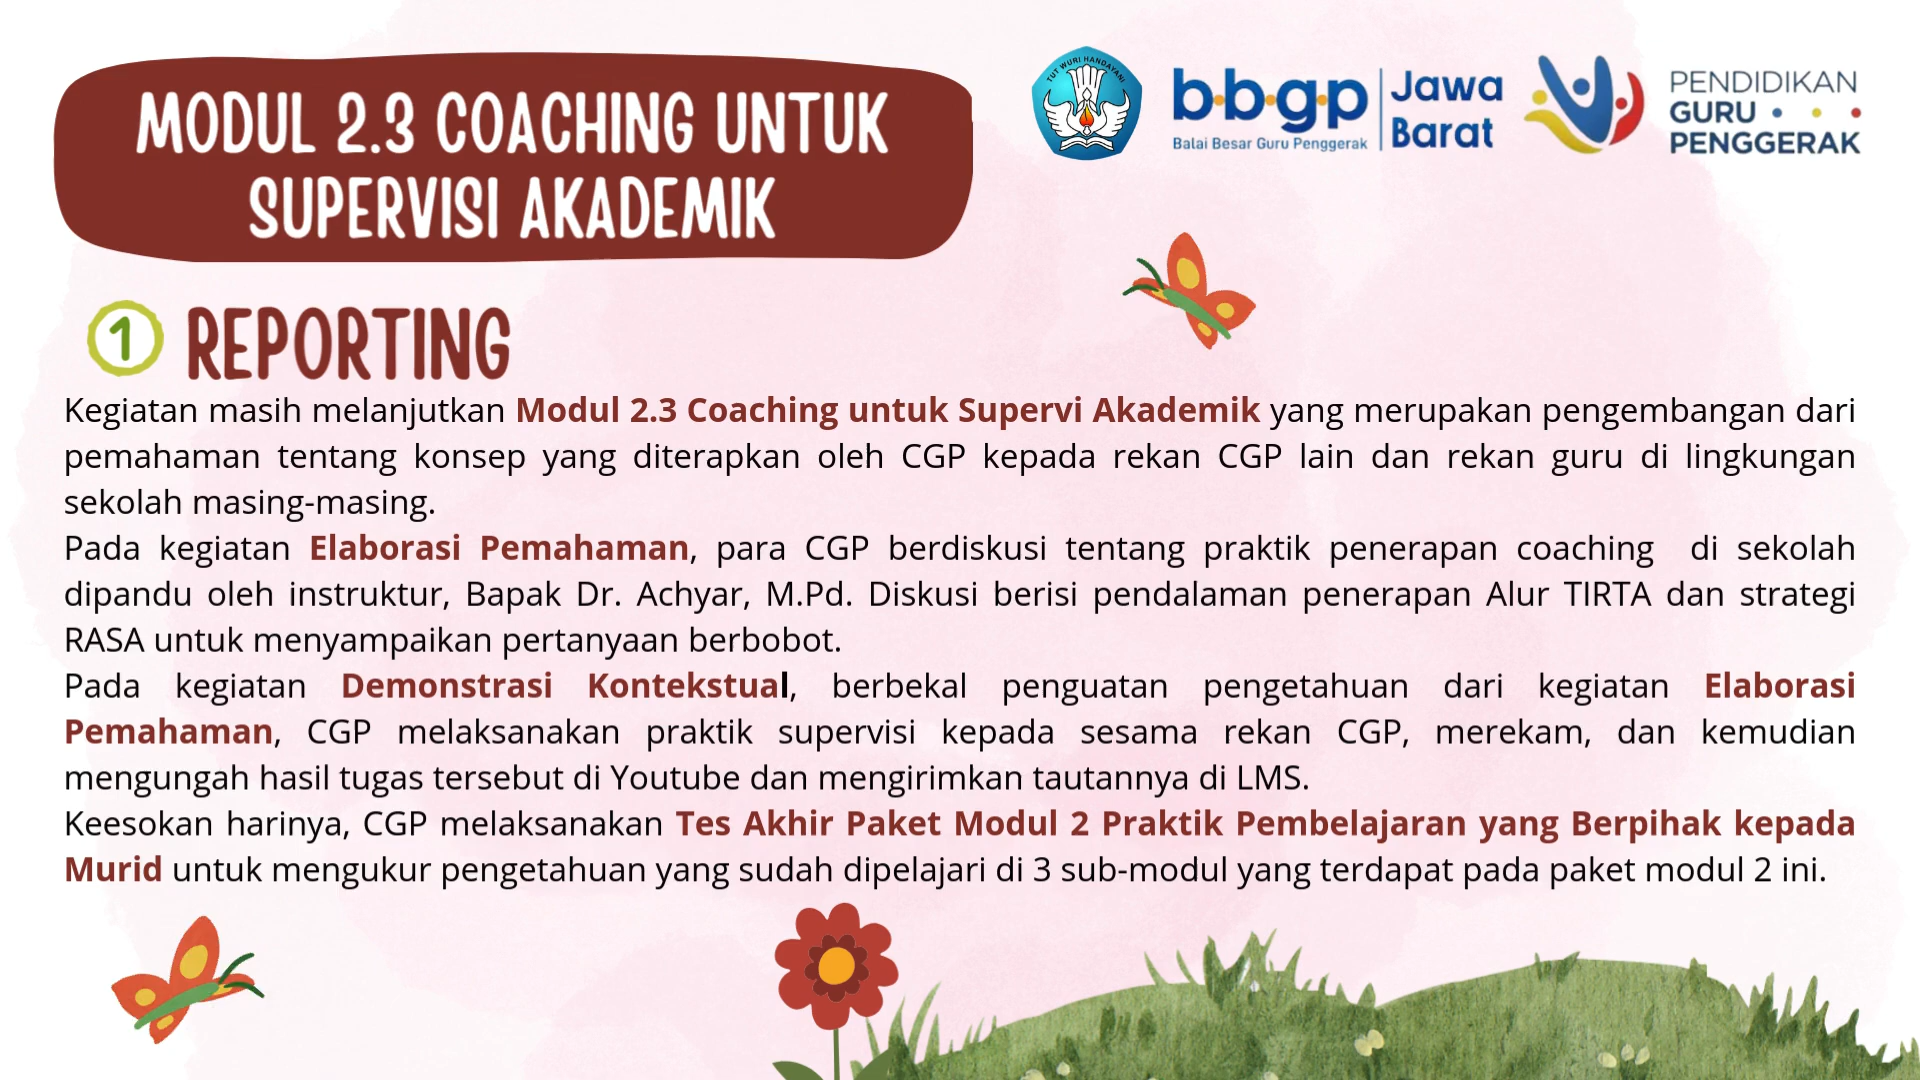 MODUL 2.3 COACHING UNTUK
SUPERVISI AKADEMIK
TUT WURI HANDAYANI
bbgp
Balai Besar Guru Penggerak
Jawa
Barat
PENDIDIKAN
GURU
PENGGERAK
1 REPORTING
Kegiatan masih melanjutkan Modul 2.3 Coaching untuk Supervi Akademik yang merupakan pengembangan dari
pemahaman tentang konsep yang diterapkan oleh CGP kepada rekan CGP lain dan rekan guru di lingkungan
sekolah masing-masing.
Pada kegiatan Elaborasi Pemahaman, para CGP berdiskusi tentang praktik penerapan coaching di sekolah
dipandu oleh instruktur, Bapak Dr. Achyar, M.Pd. Diskusi berisi pendalaman penerapan Alur TIRTA dan strategi
RASA untuk menyampaikan pertanyaan berbobot.
Pada kegiatan Demonstrasi Kontekstual, berbekal penguatan pengetahuan dari kegiatan Elaborasi
Pemahaman, CGP melaksanakan praktik supervisi kepada sesama rekan CGP, merekam, dan kemudian
mengungah hasil tugas tersebut di Youtube dan mengirimkan tautannya di LMS.
Keesokan harinya, CGP melaksanakan Tes Akhir Paket Modul 2 Praktik Pembelajaran yang Berpihak kepada
Murid untuk mengukur pengetahuan yang sudah dipelajari di 3 sub-modul yang terdapat pada paket modul 2 ini.